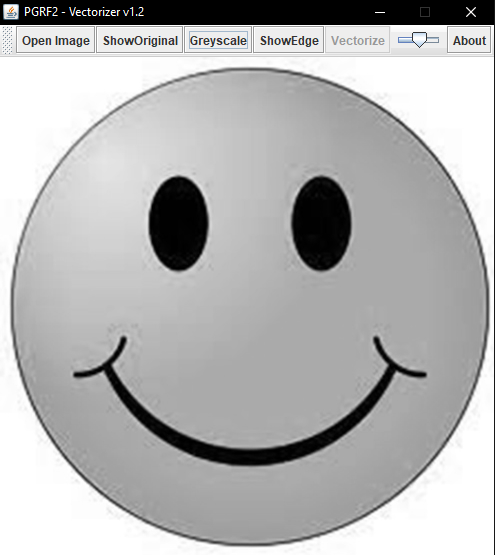 PGRF2 - Vectorizer v1.2
Open Image ShowOriginal Greyscale ShowEdge Vectorize About